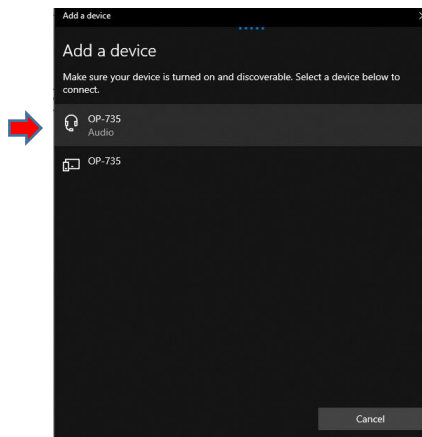 Add a device
Add a device
Make sure your device is turned on and discoverable. Select a device below to
connect.
OP-735
Audio
OP-735
Cancel